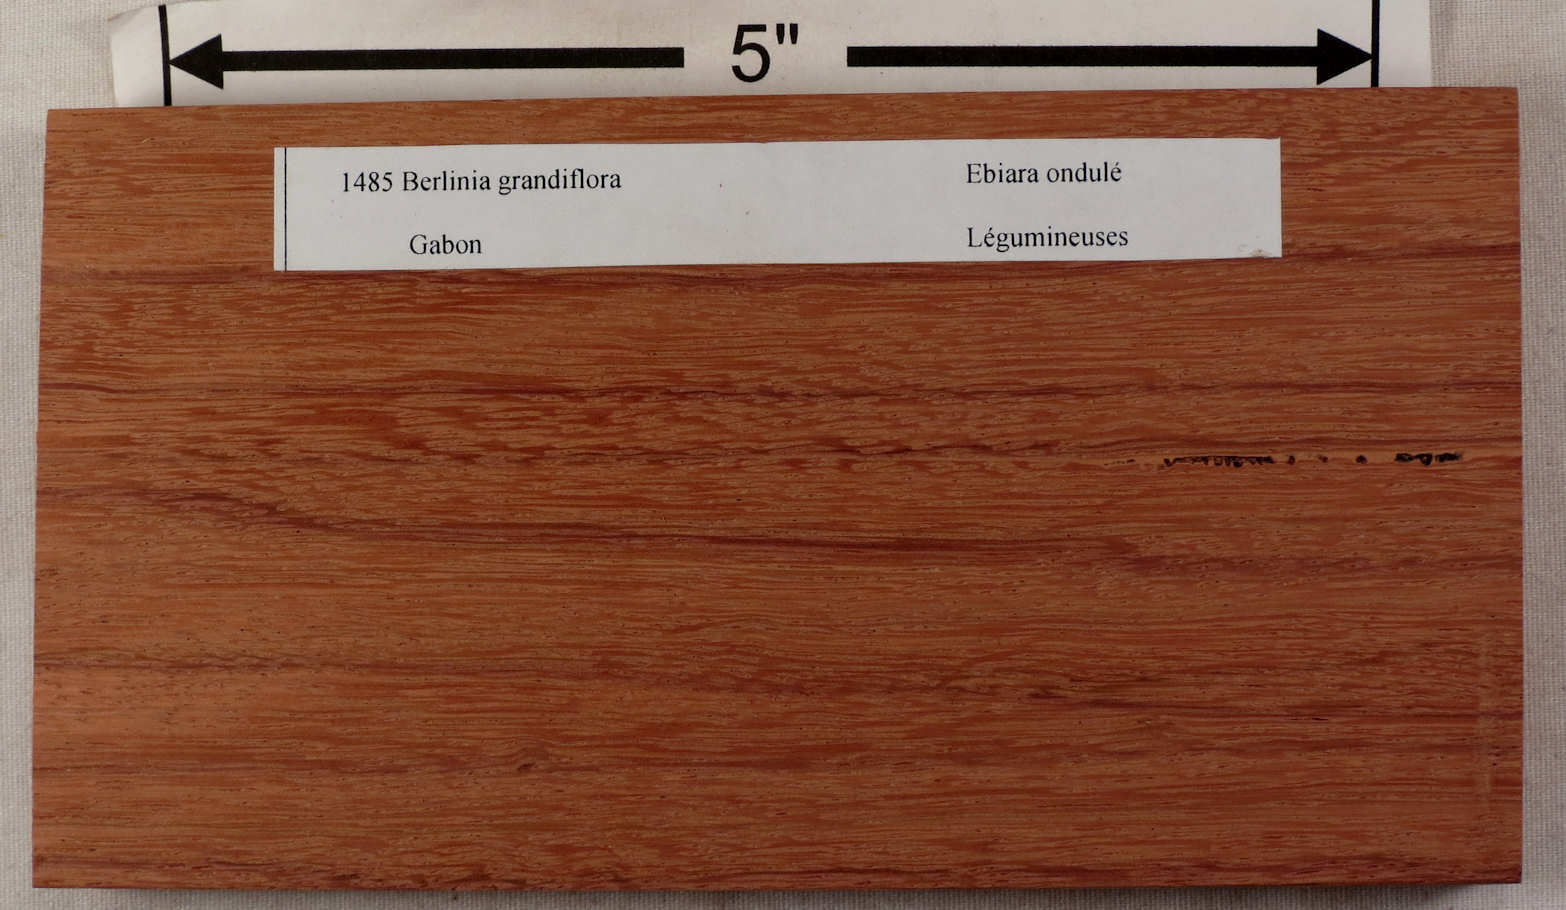 5"
1485 Berlinia grandiflora Ebiara ondulé
Gabon Légumineuses